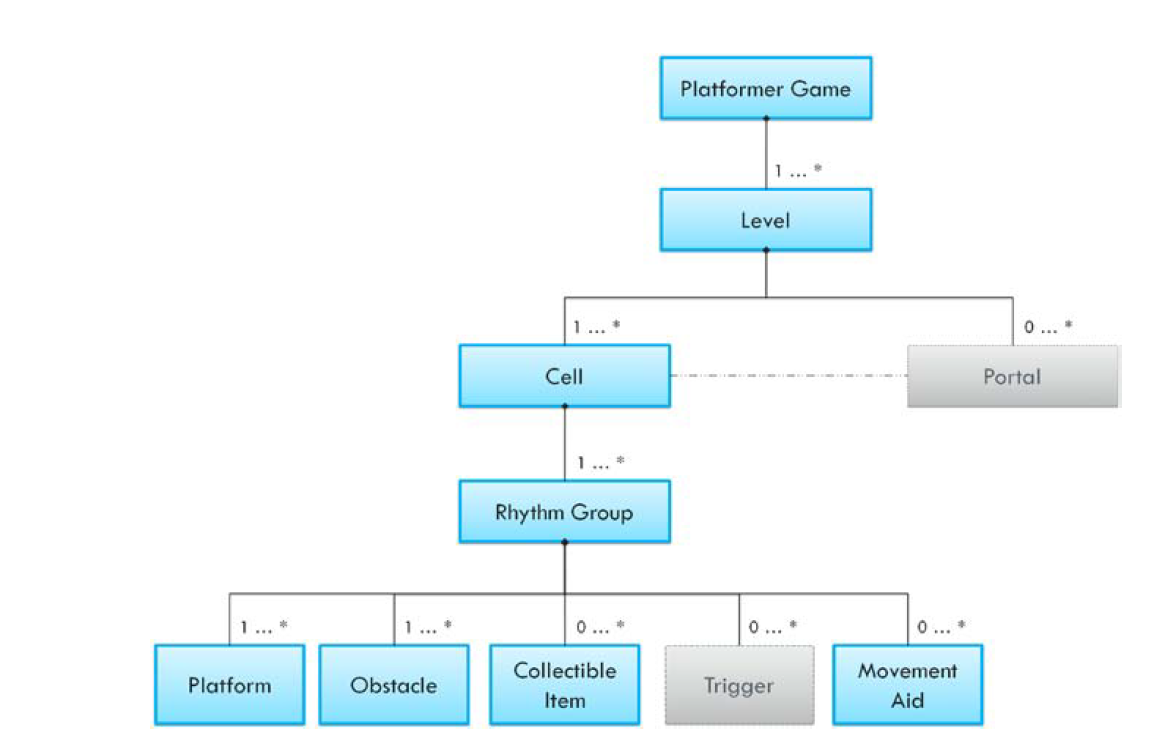 Platformer Game
1 ... *
Level
1 ... *
0 ... *
Cell
Portal
1 ... *
Rhythm Group
1 ... *
1 ... *
0 ... *
0 ... *
0 ... *
Platform
Obstacle
Collectible
Item
Trigger
Movement
Aid